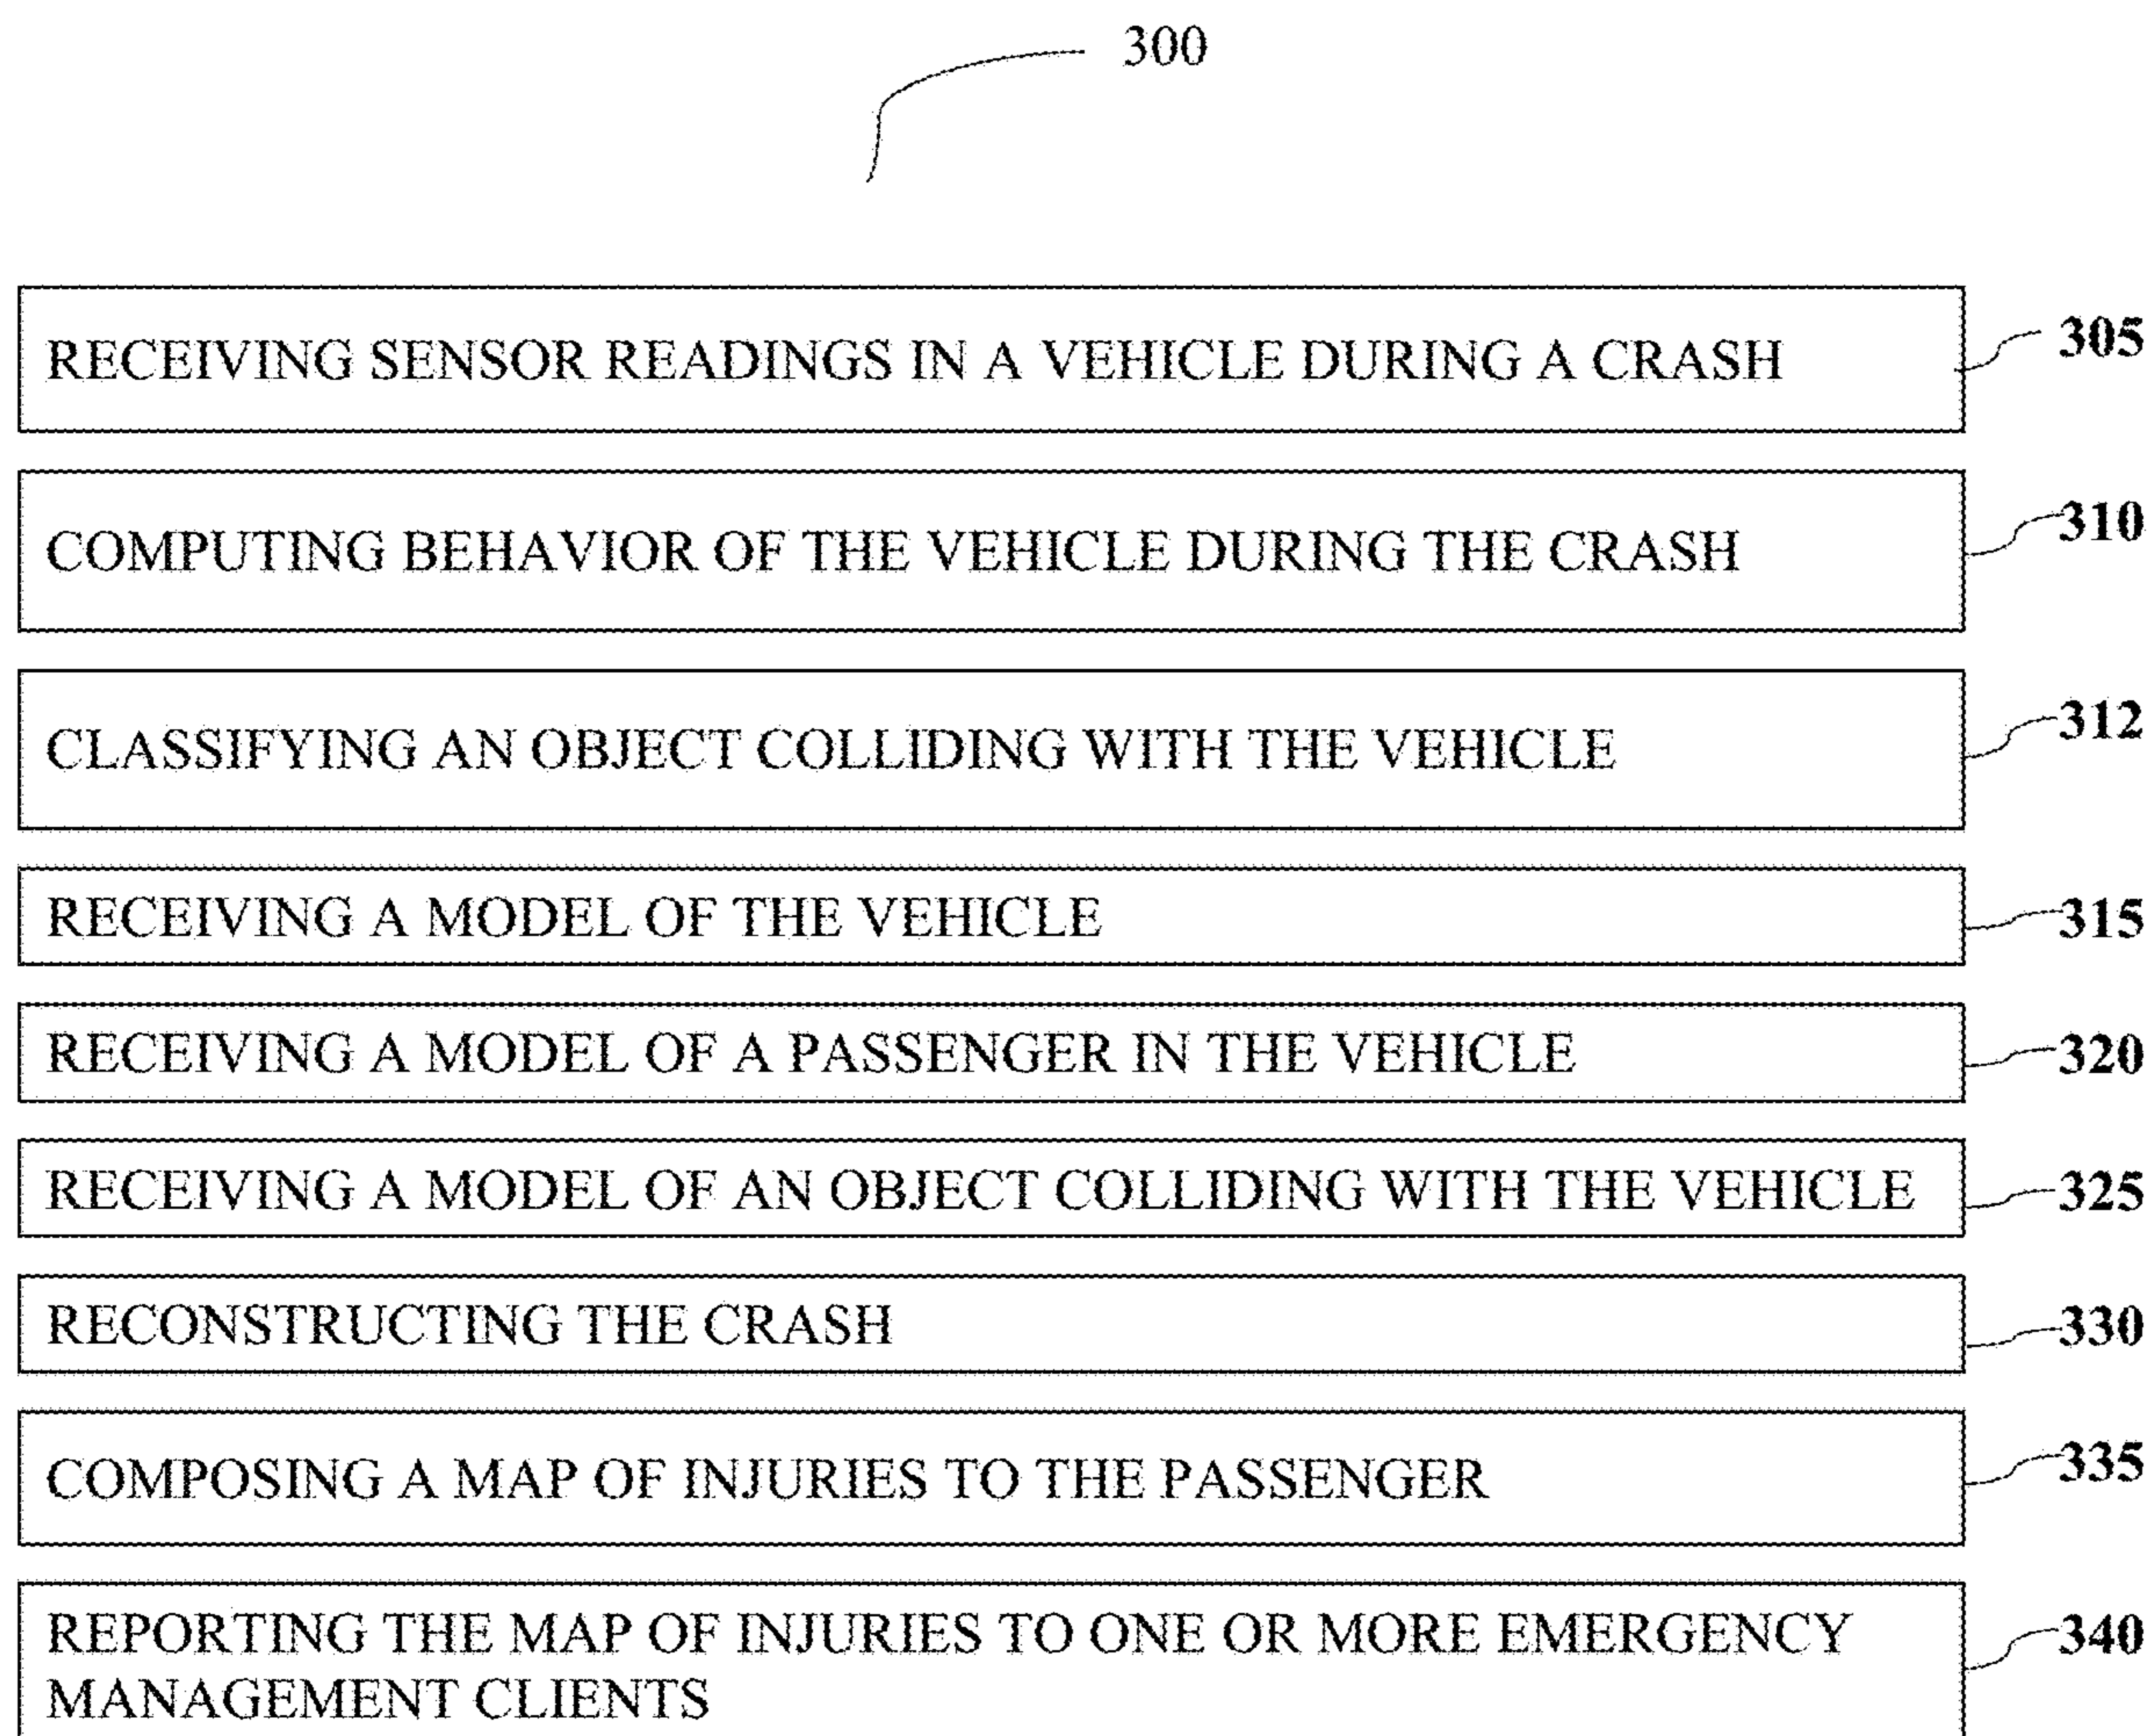 300
RECEIVING SENSOR READINGS IN A VEHICLE DURING A CRASH
305
COMPUTING BEHAVIOR OF THE VEHICLE DURING THE CRASH
310
CLASSIFYING AN OBJECT COLLIDING WITH THE VEHICLE
312
RECEIVING A MODEL OF THE VEHICLE
315
RECEIVING A MODEL OF A PASSENGER IN THE VEHICLE
320
RECEIVING A MODEL OF AN OBJECT COLLIDING WITH THE VEHICLE
325
RECONSTRUCTING THE CRASH
330
COMPOSING A MAP OF INJURIES TO THE PASSENGER
335
REPORTING THE MAP OF INJURIES TO ONE OR MORE EMERGENCY
MANAGEMENT CLIENTS
340